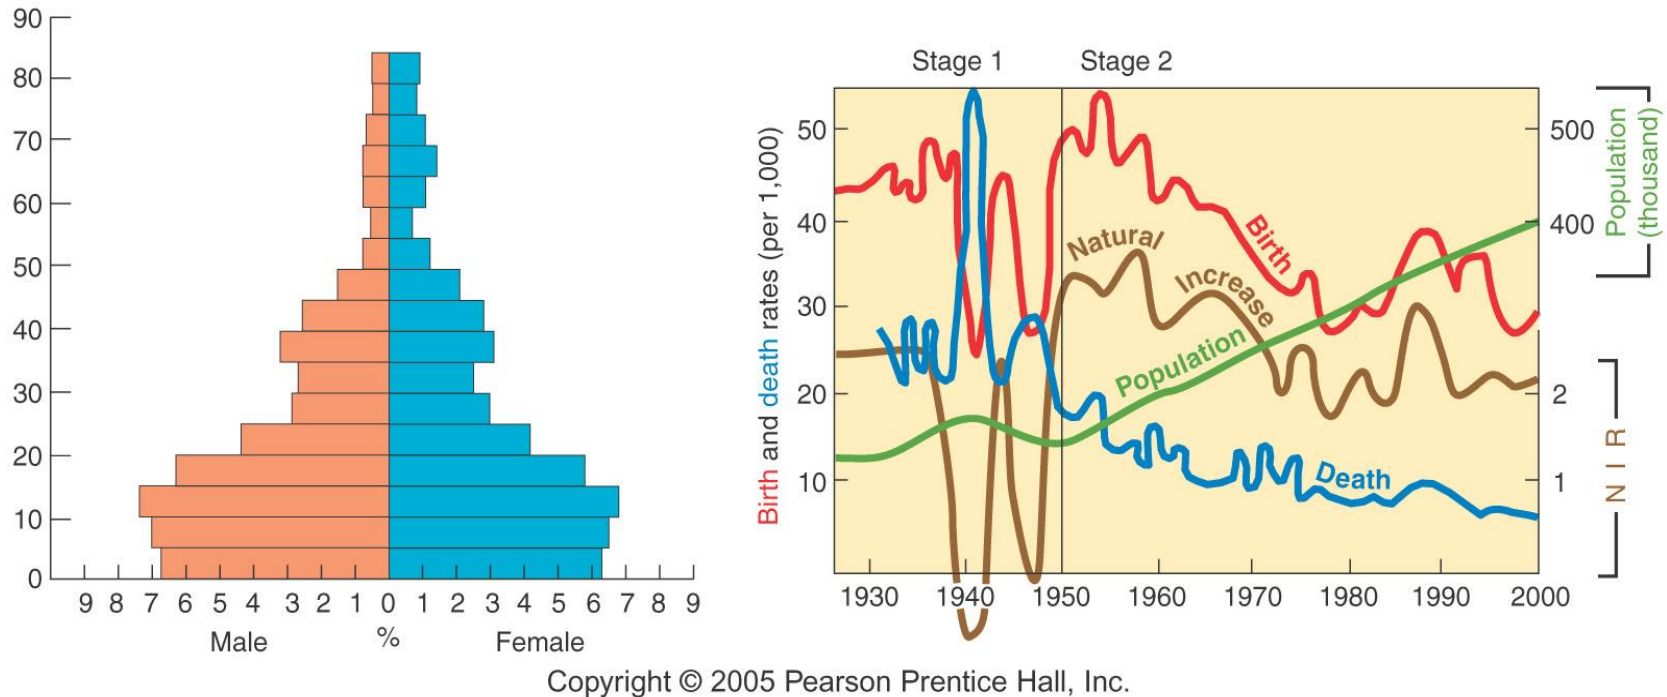 90
80
70
60
50
40
30
20
10
0
9 8 7 6 5 4 3 2 1 0 1 2 3 4 5 6 7 8 9
Male % Female
Stage 1 Stage 2
Birth and death rates (per 1,000)
50
40
30
20
10
Natural
Increase
Birth
Population
Death
500
400
Population
(thousand)
2
1
N I R
1930 1940 1950 1960 1970 1980 1990 2000
Copyright © 2005 Pearson Prentice Hall, Inc.